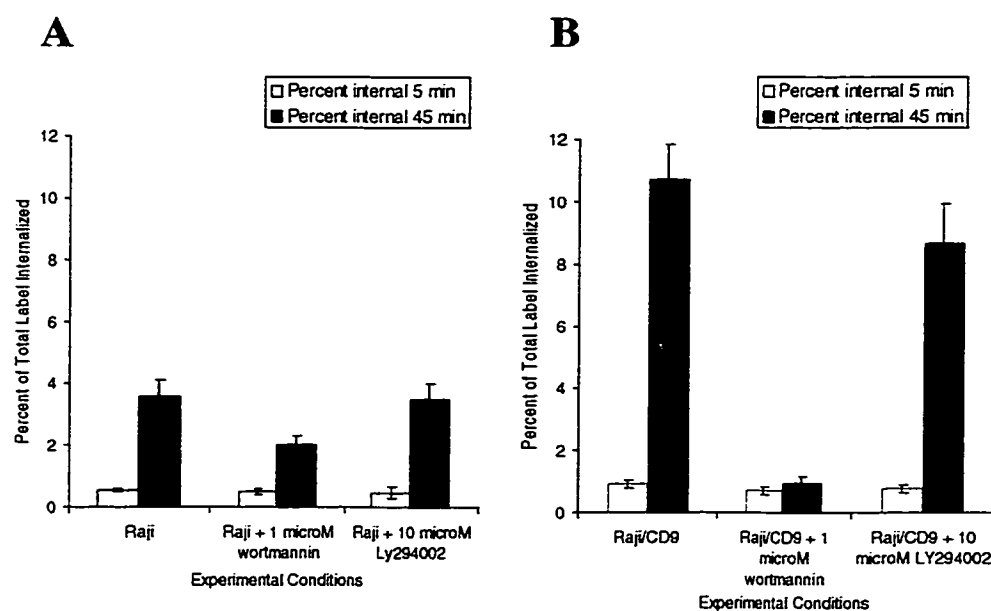 A
Percent internal 5 min
Percent internal 45 min
12
10
8
6
4
2
0
Percent of Total Label Internalized
Raji
Raji + 1 microM
wortmannin
Raji + 10 microM
Ly294002
Experimental Conditions
B
Percent internal 5 min
Percent internal 45 min
12
10
8
6
4
2
0
Percent of Total Label Internalized
Raji/CD9
Raji/CD9 + 1
microM
wortmannin
Raji/CD9 + 10
microM LY294002
Experimental Conditions